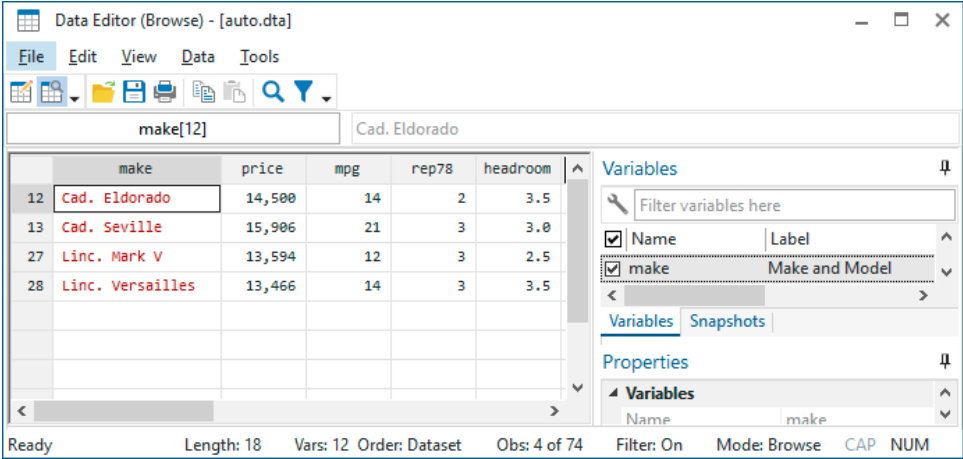 Data Editor (Browse) - [auto.dta]
File Edit View Data Tools
make[12] Cad. Eldorado
make price mpg rep78 headroom
12 Cad. Eldorado 14,500 14 2 3.5
13 Cad. Seville 15,906 21 3 3.0
27 Linc. Mark V 13,594 12 3 2.5
28 Linc. Versailles 13,466 14 3 3.5
Variables
Filter variables here
Name Label
make Make and Model
Variables Snapshots
Properties
Variables
Name make
Ready Length: 18 Vars: 12 Order: Dataset Obs: 4 of 74 Filter: On Mode: Browse CAP NUM